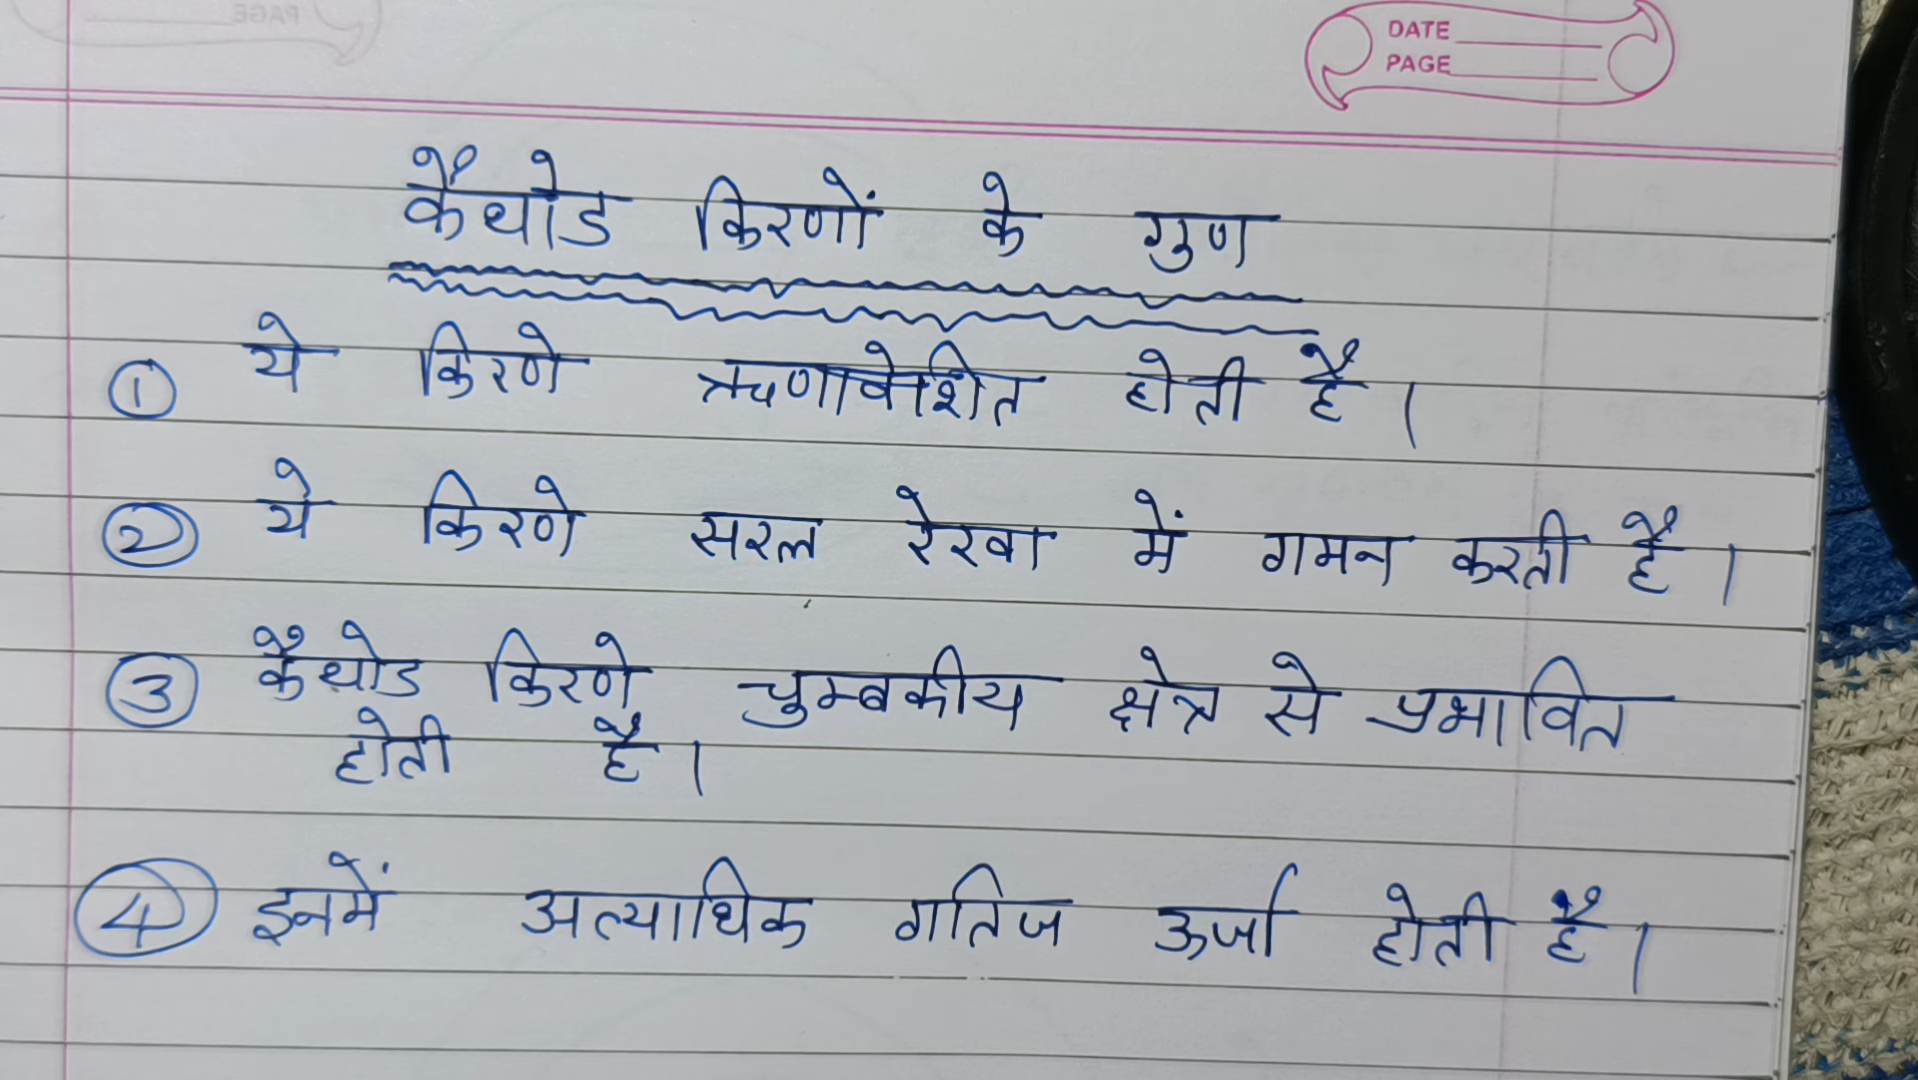 DATE
PAGE
कैथोड किरणों के गुण
① ये किरणे ऋणावेशित होती है।
② ये किरणे सरल रेखा में गमन करती है।
③ कैथोड किरणे चुम्बकीय क्षेत्र से प्रभावित
होती है।
④ इनमें अत्याधिक गतिज ऊर्जा होती है।